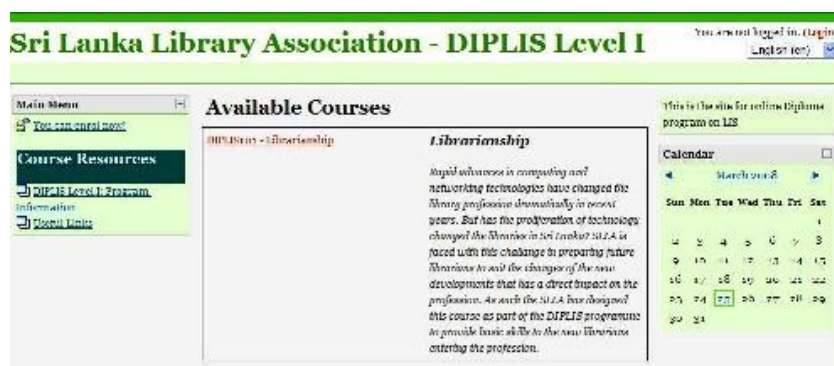 Sri Lanka Library Association - DIPLIS Level I
You are not logged in. (Login
English (en)
Main Menu
You can enrol now!
Course Resources
DIPLIS Level I: Program
Information
Useful Links
Available Courses
- Librarianship
Librarianship
Rapid advances in computing and
networking technologies have changed the
library profession dramatically in recent
years. But has the proliferation of technology
changed the libraries in Sri Lanka? SLLA is
faced with this challange in preparing future
librarians to suit the changes of the new
developments that has a direct impact on the
profession. As such the SLLA has designed
this course as part of the DIPLIS programme
to provide basic skills to the new librarians
entering the profession.
This is the site for online Diploma
program on LIS
Calendar
March 2008
Sun Mon Tue Wed Thu Fri Sat
1
2 3 4 5 6 7 8
9 10 11 12 13 14 15
16 17 18 19 20 21 22
23 24 25 26 27 28 29
30 31